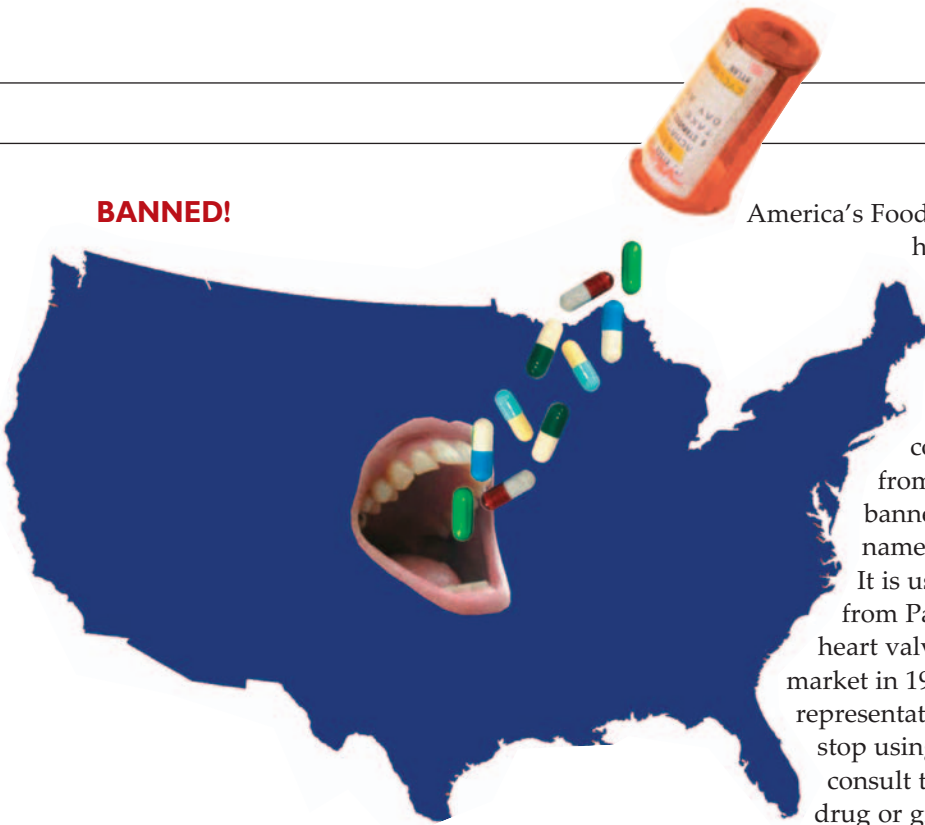 BANNED!
America's Food
h
co
from
banne
name
It is us
from Pa
heart valv
market in 19
representat
stop using
consult t
drug or g